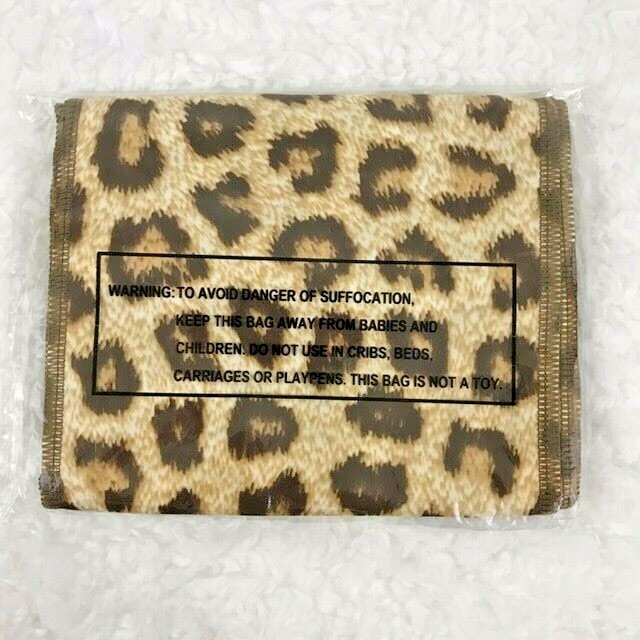 WARNING: TO AVOID DANGER OF SUFFOCATION,
KEEP THIS BAG AWAY FROM BABIES AND
CHILDREN. DO NOT USE IN CRIBS, BEDS,
CARRIAGES OR PLAYPENS. THIS BAG IS NOT A TOY.